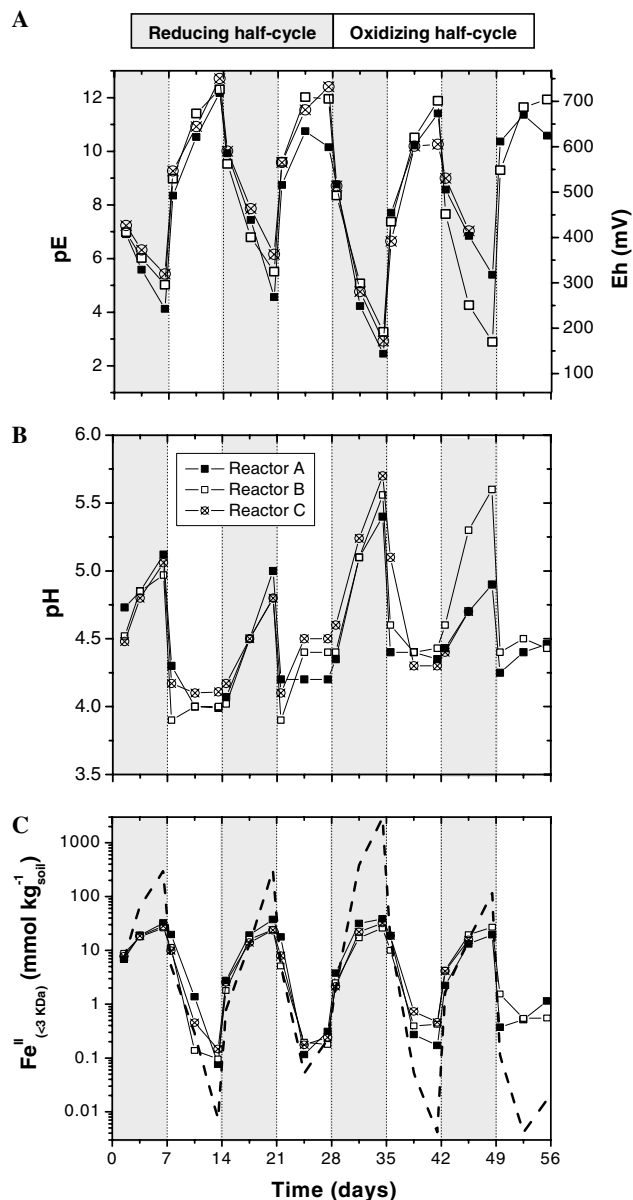 A
Reducing half-cycle Oxidizing half-cycle
12
10
8
6
4
2
pE
700
600
500
400
300
200
100
Eh (mV)
B
6.0
5.5
5.0
4.5
4.0
3.5
pH
Reactor A
Reactor B
Reactor C
C
1000
100
10
1
0.1
0.01
Fe^II (<3 KDa) (mmol kg^-1 soil)
0 7 14 21 28 35 42 49 56
Time (days)